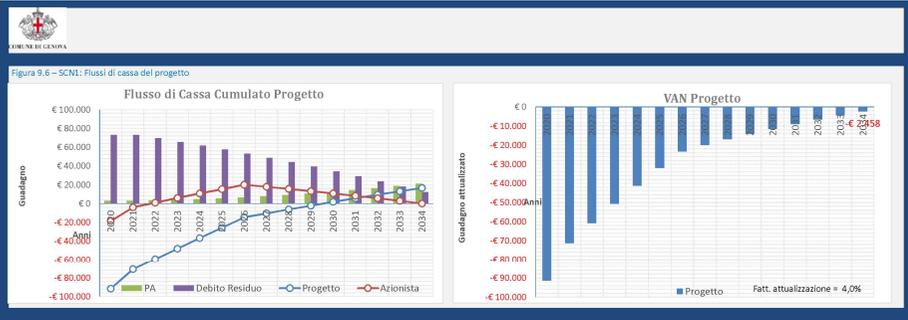 COMUNE DI GENOVA
Figura 9.6 – SCN1: Flussi di cassa del progetto
Flusso di Cassa Cumulato Progetto
€ 100.000
€ 80.000
€ 60.000
€ 40.000
€ 20.000
€ 0
-€ 20.000
-€ 40.000
-€ 60.000
-€ 80.000
-€ 100.000
Guadagno
Anni
2020 2021 2022 2023 2024 2025 2026 2027 2028 2029 2030 2031 2032 2033 2034
PA Debito Residuo Progetto Azionista
VAN Progetto
€ 0
-€ 10.000
-€ 20.000
-€ 30.000
-€ 40.000
-€ 50.000
-€ 60.000
-€ 70.000
-€ 80.000
-€ 90.000
-€ 100.000
Guadagno attualizzato
Anni
2020 2021 2022 2023 2024 2025 2026 2027 2028 2029 2030 2031 2032 2033 2034
-€ 2.458
Progetto
Fatt. attualizzazione = 4,0%